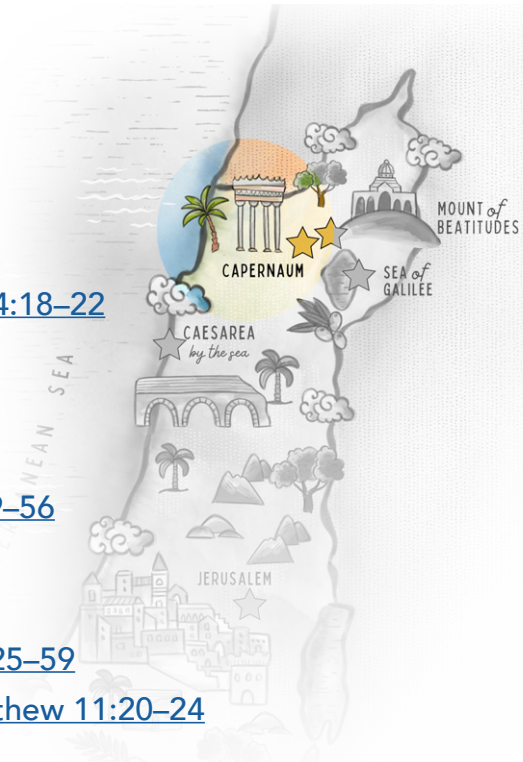 MOUNT of
BEATITUDES
CAPERNAUM
SEA of
GALILEE
4:18–22
CAESAREA
by the sea
NEAN SEA
9–56
JERUSALEM
25–59
thew 11:20–24